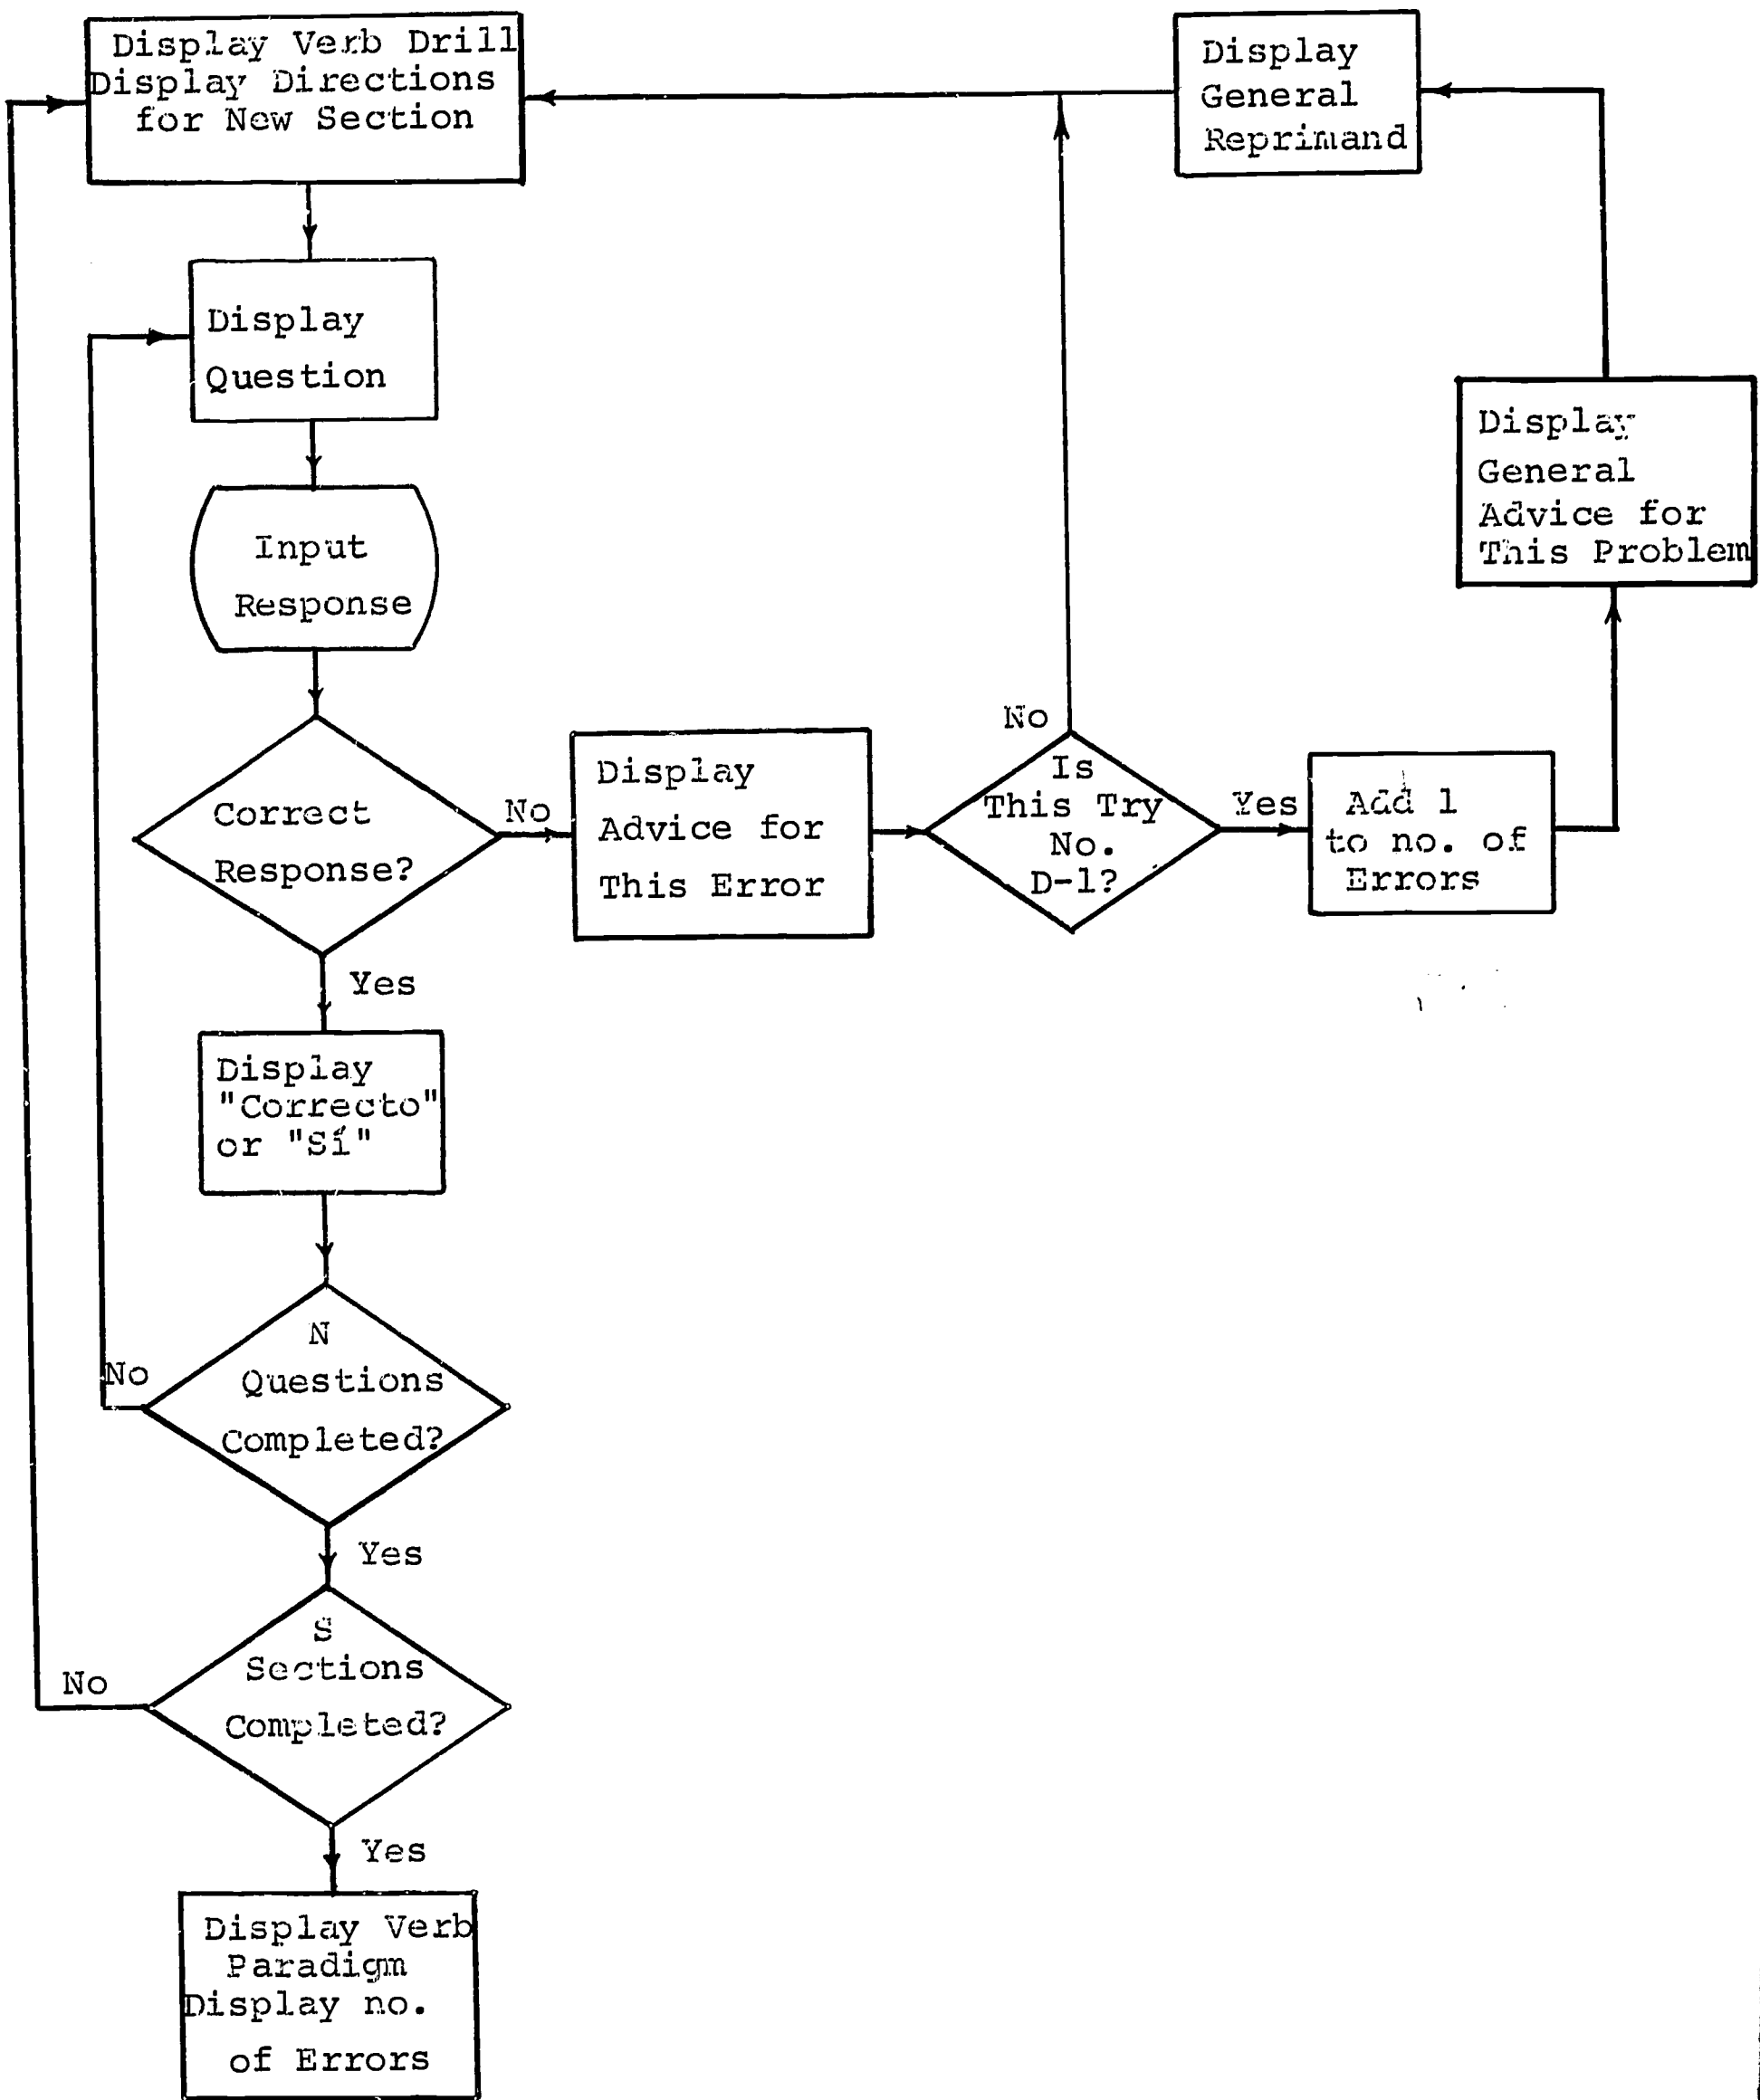 Display Verb Drill
Display Directions
for New Section
Display
General
Reprimand
Display
Question
Display
General
Advice for
This Problem
Input
Response
No
Correct
Response?
No
Display
Advice for
This Error
Is
This Try
No.
D-1?
Yes
Add 1
to no. of
Errors
Yes
Display
"Correcto"
or "Sí"
N
Questions
Completed?
No
Yes
S
Sections
Completed?
No
Yes
Display Verb
Paradigm
Display no.
of Errors